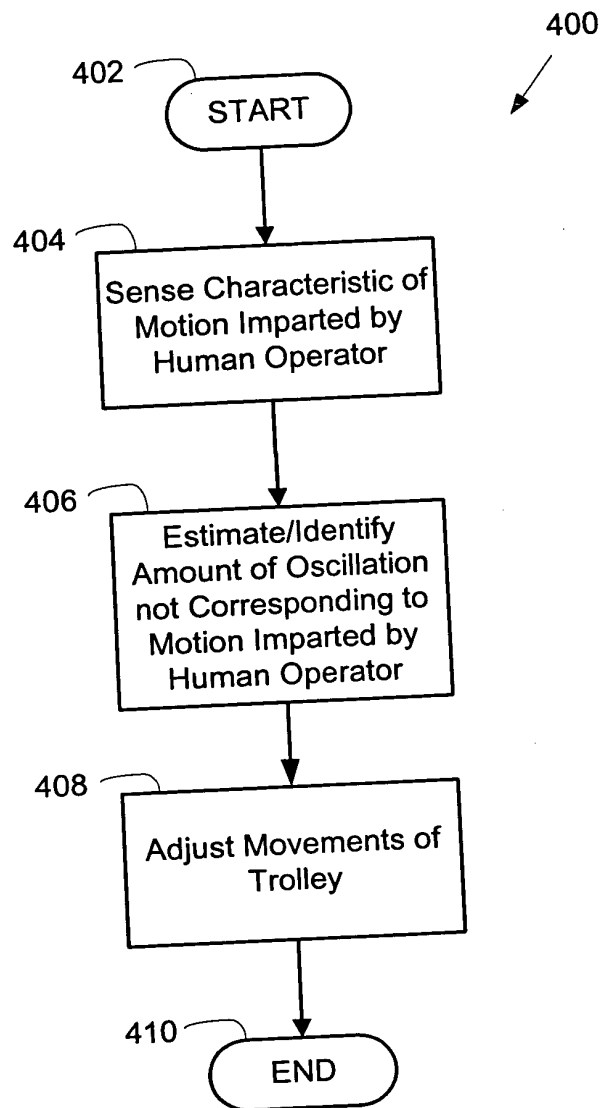 400
402
START
404
Sense Characteristic of
Motion Imparted by
Human Operator
406
Estimate/Identify
Amount of Oscillation
not Corresponding to
Motion Imparted by
Human Operator
408
Adjust Movements of
Trolley
410
END